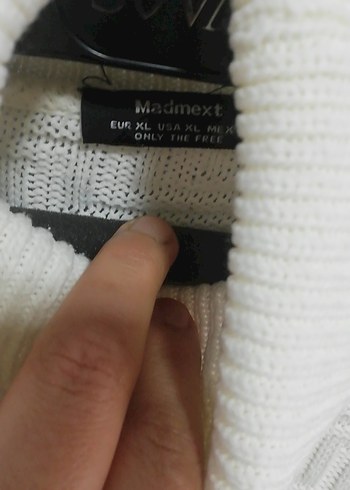 Madmext
EUR XL USA XL MEX
ONLY THE FREE